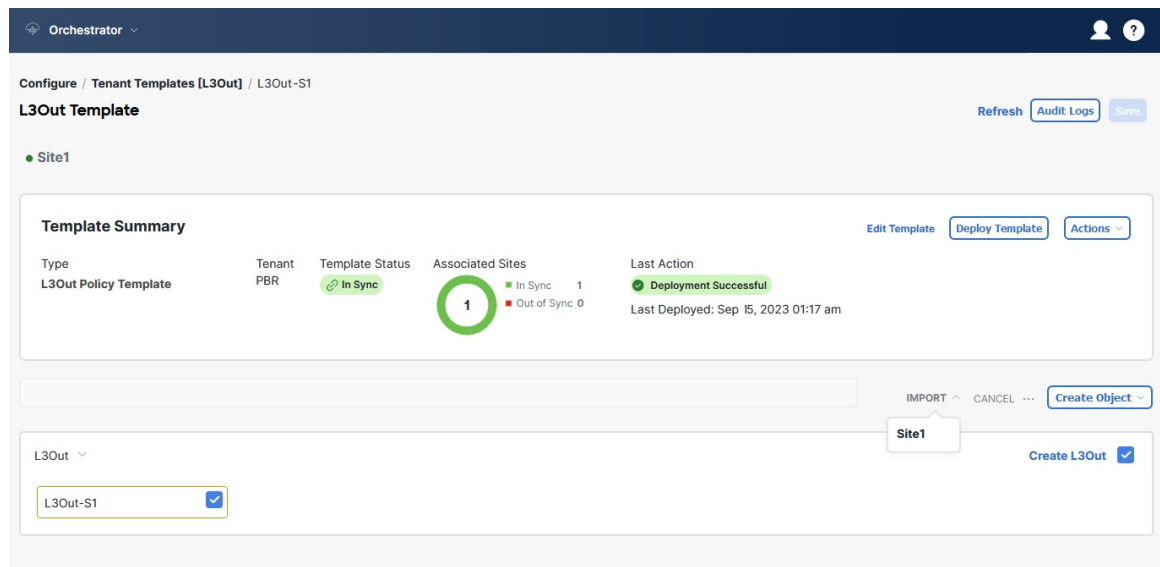 Orchestrator
?
Configure / Tenant Templates [L3Out] / L3Out-S1
L3Out Template
Refresh Audit Logs Save
Site1
Template Summary
Edit Template Deploy Template Actions
Type Tenant Template Status Associated Sites Last Action
L3Out Policy Template PBR In Sync 1 In Sync 1 Deployment Successful
Out of Sync 0 Last Deployed: Sep 15, 2023 01:17 am
IMPORT CANCEL ... Create Object
Site1
L3Out Create L3Out
L3Out-S1